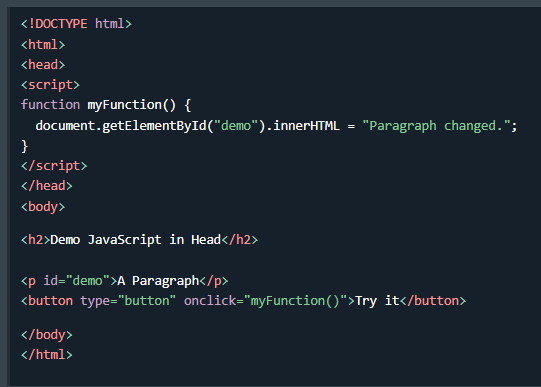 <!DOCTYPE html>
<html>
<head>
<script>
function myFunction() {
  document.getElementById("demo").innerHTML = "Paragraph changed.";
}
</script>
</head>
<body>

<h2>Demo JavaScript in Head</h2>

<p id="demo">A Paragraph</p>
<button type="button" onclick="myFunction()">Try it</button>

</body>
</html>